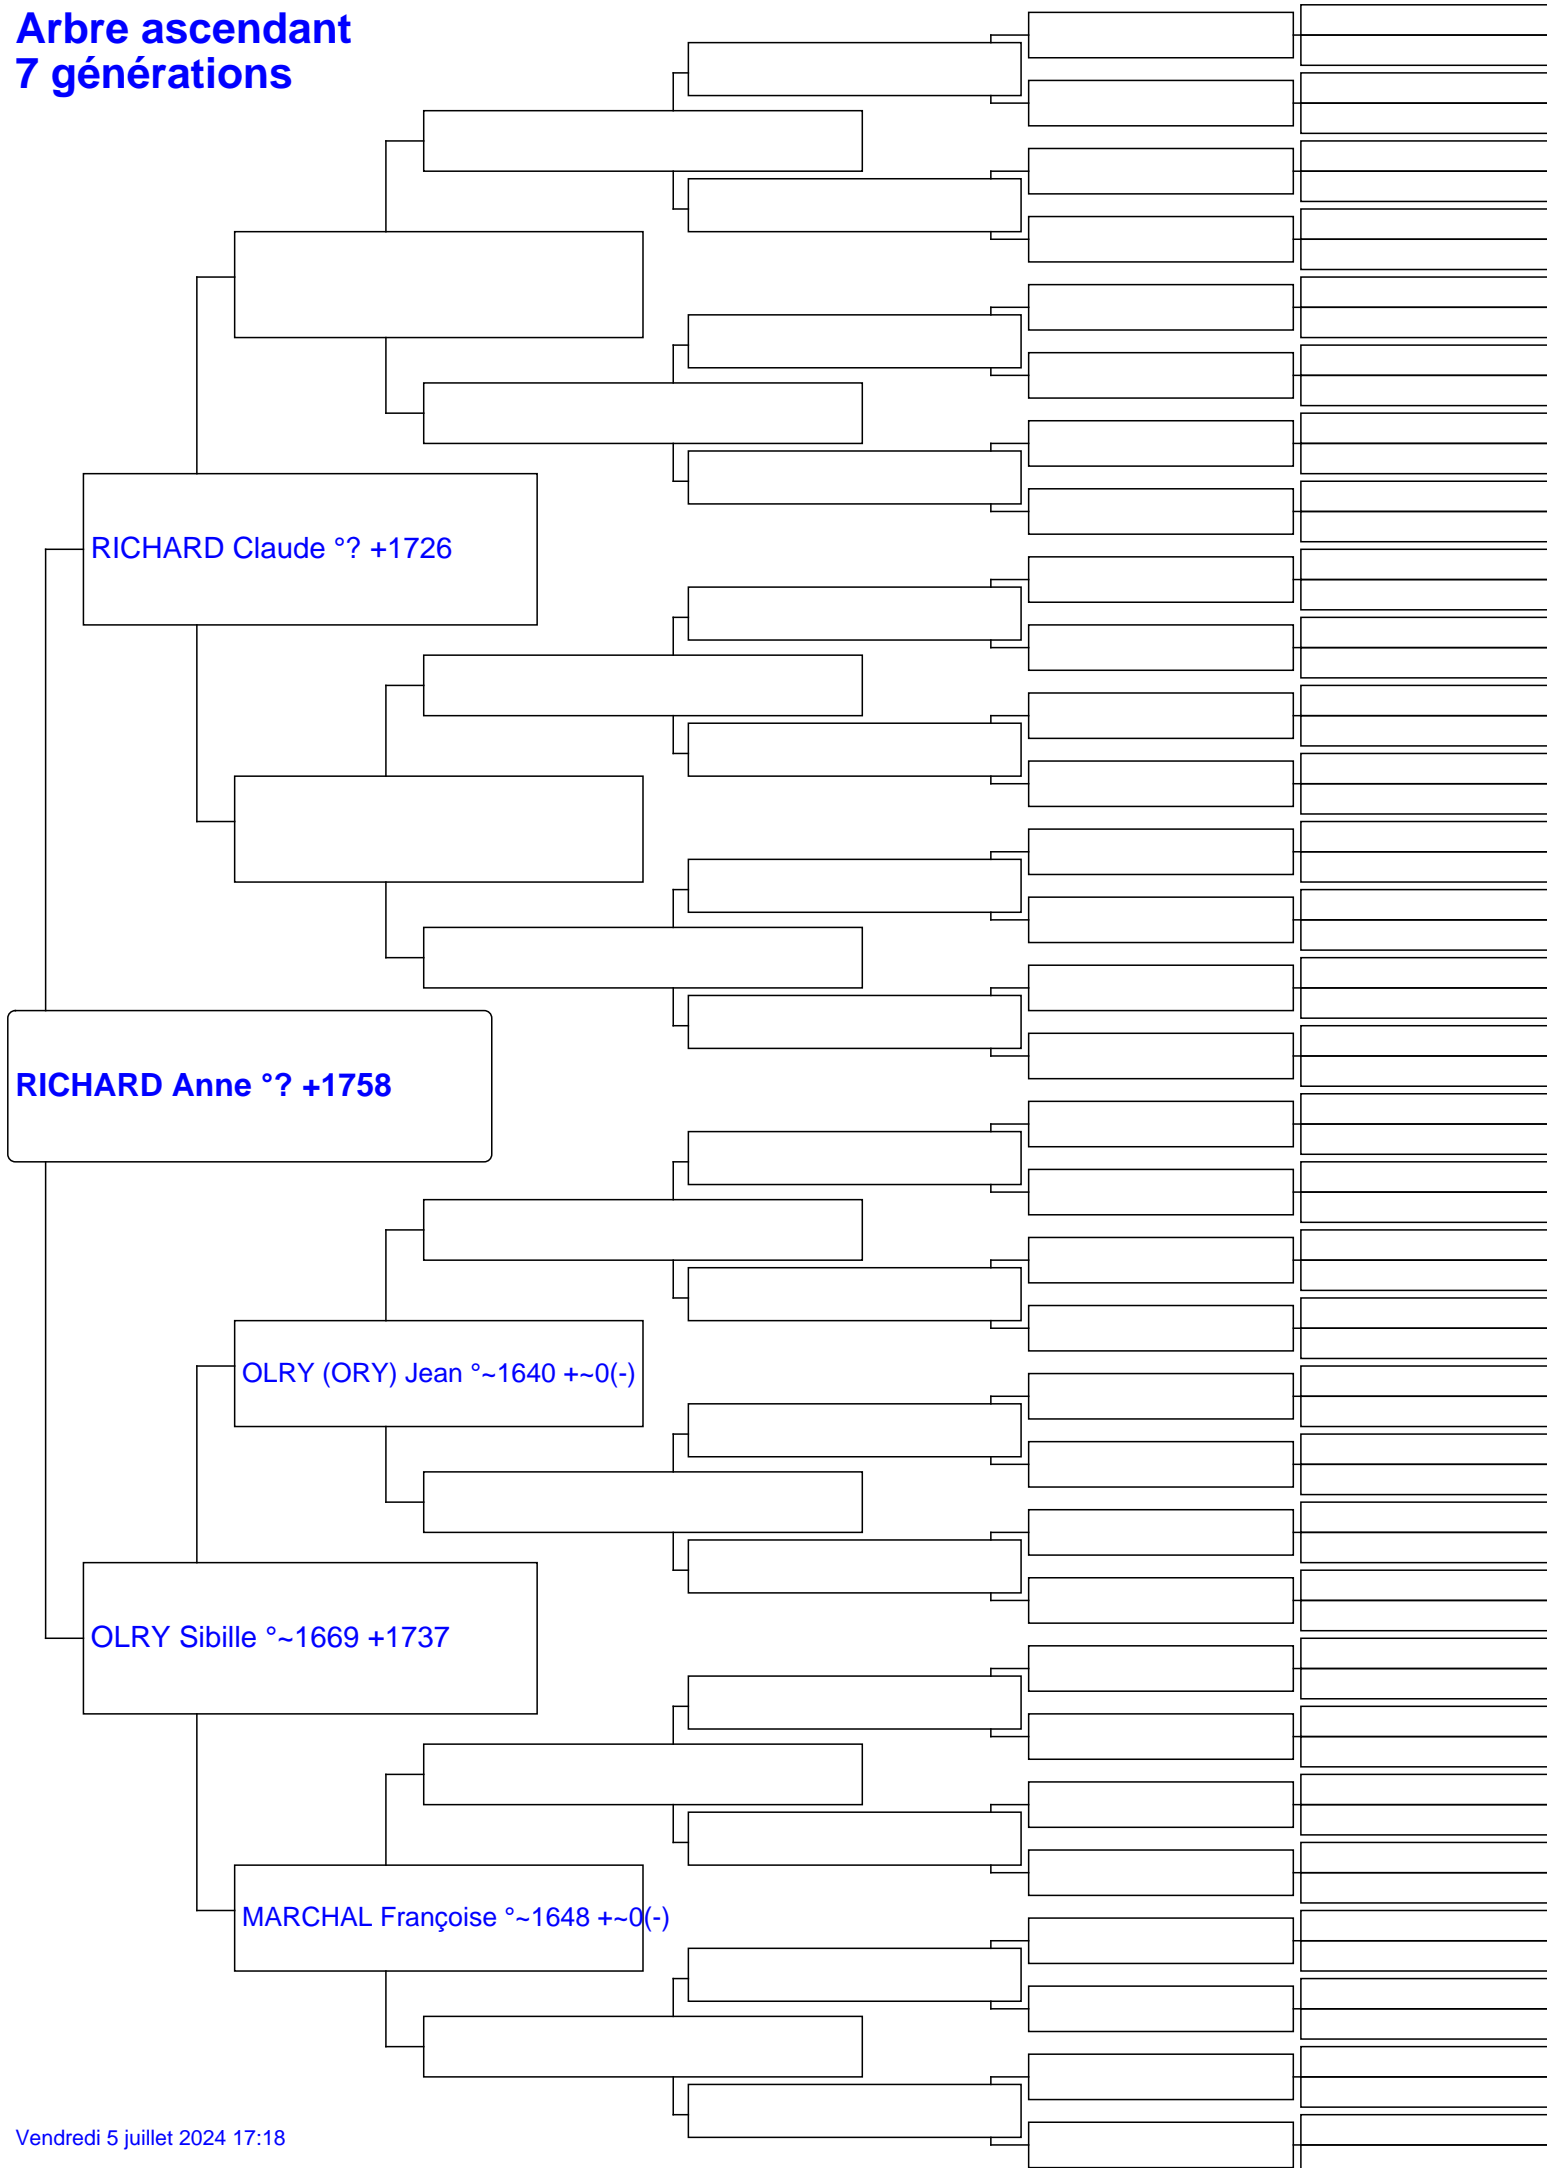 Arbre ascendant
7 générations
RICHARD Claude °? +1726
RICHARD Anne °? +1758
OLRY (ORY) Jean °~1640 +~0(-)
OLRY Sibille °~1669 +1737
MARCHAL Françoise °~1648 +~0(-)
Vendredi 5 juillet 2024 17:18